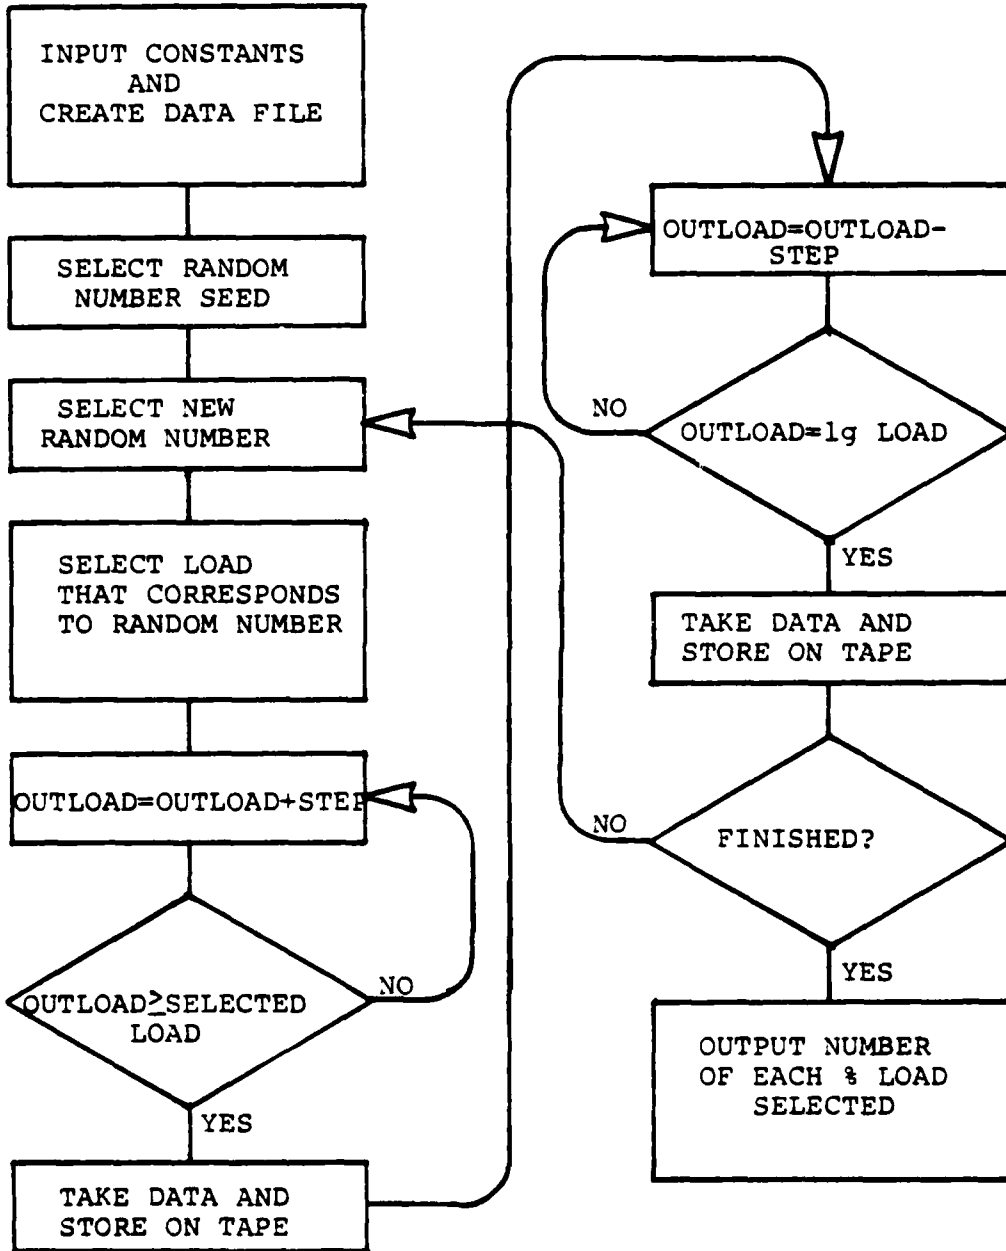 INPUT CONSTANTS
AND
CREATE DATA FILE
SELECT RANDOM
NUMBER SEED
SELECT NEW
RANDOM NUMBER
SELECT LOAD
THAT CORRESPONDS
TO RANDOM NUMBER
OUTLOAD=OUTLOAD+STEP
NO
OUTLOAD≥SELECTED
LOAD
YES
TAKE DATA AND
STORE ON TAPE
OUTLOAD=OUTLOAD-
STEP
NO
OUTLOAD=1g LOAD
YES
TAKE DATA AND
STORE ON TAPE
NO
FINISHED?
YES
OUTPUT NUMBER
OF EACH % LOAD
SELECTED